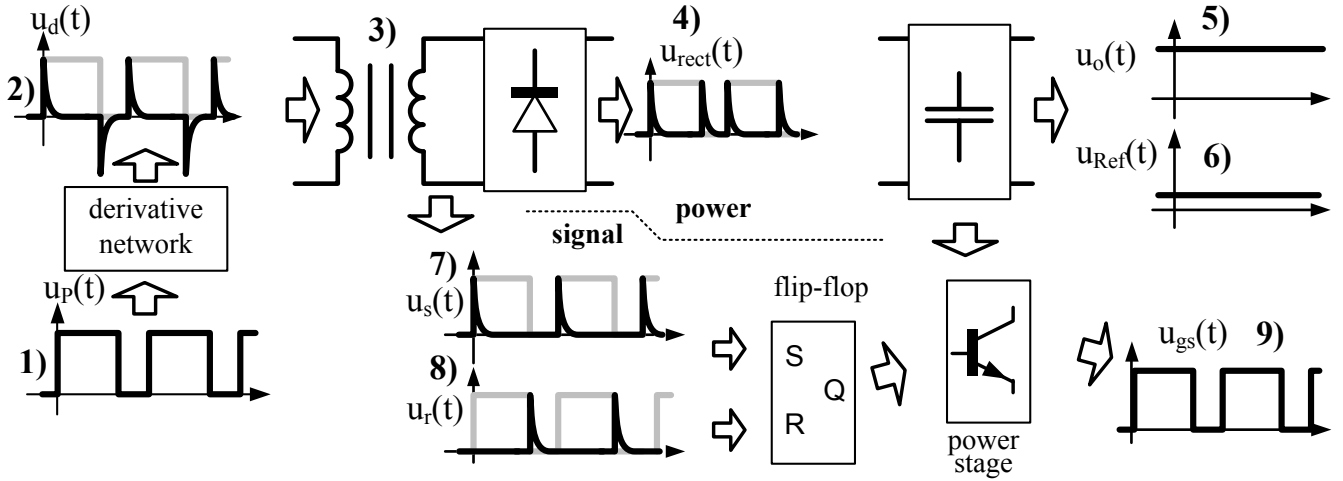 u_d(t)
2)
derivative
network
u_P(t)
1)
3)
4)
u_rect(t)
5)
u_o(t)
6)
u_Ref(t)
power
signal
7)
u_s(t)
8)
u_r(t)
flip-flop
S
Q
R
power
stage
u_gs(t)
9)